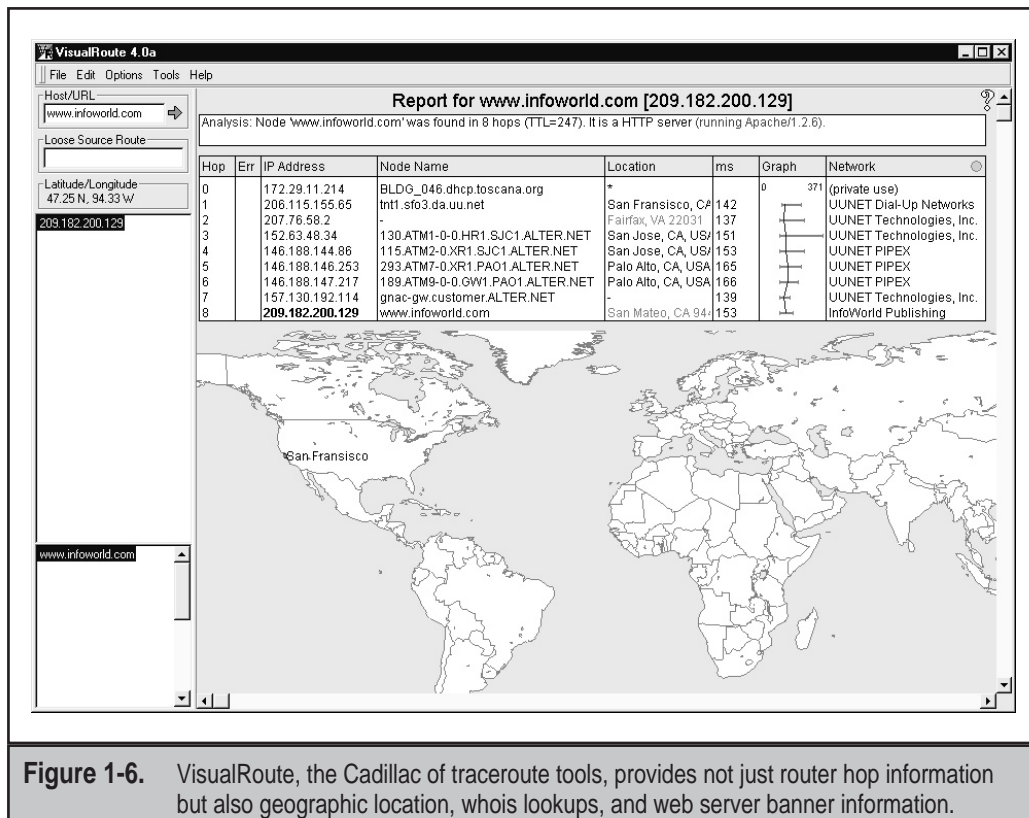 VisualRoute 4.0a
File Edit Options Tools Help
Host/URL
www.infoworld.com
Loose Source Route
Latitude/Longitude
47.25 N, 94.33 W
209.182.200.129
www.infoworld.com
Report for www.infoworld.com [209.182.200.129]
Analysis: Node 'www.infoworld.com' was found in 8 hops (TTL=247). It is a HTTP server (running Apache/1.2.6).
Hop Err IP Address Node Name Location ms Graph Network
0 172.29.11.214 BLDG_046.dhcp.toscana.org * 0 371 (private use)
1 206.115.155.65 tnt1.sfo3.da.uu.net San Fransisco, CA 142 UUNET Dial-Up Networks
2 207.76.58.2 - Fairfax, VA 22031 137 UUNET Technologies, Inc.
3 152.63.48.34 130.ATM1-0-0.HR1.SJC1.ALTER.NET San Jose, CA, USA 151 UUNET Technologies, Inc.
4 146.188.144.86 115.ATM2-0.XR1.SJC1.ALTER.NET San Jose, CA, USA 153 UUNET PIPEX
5 146.188.146.253 293.ATM7-0.XR1.PAO1.ALTER.NET Palo Alto, CA, USA 165 UUNET PIPEX
6 146.188.147.217 189.ATM9-0-0.GW1.PAO1.ALTER.NET Palo Alto, CA, USA 166 UUNET PIPEX
7 157.130.192.114 gnac-gw.customer.ALTER.NET - 139 UUNET Technologies, Inc.
8 209.182.200.129 www.infoworld.com San Mateo, CA 944 153 InfoWorld Publishing
San Fransisco
Figure 1-6. VisualRoute, the Cadillac of traceroute tools, provides not just router hop information
but also geographic location, whois lookups, and web server banner information.